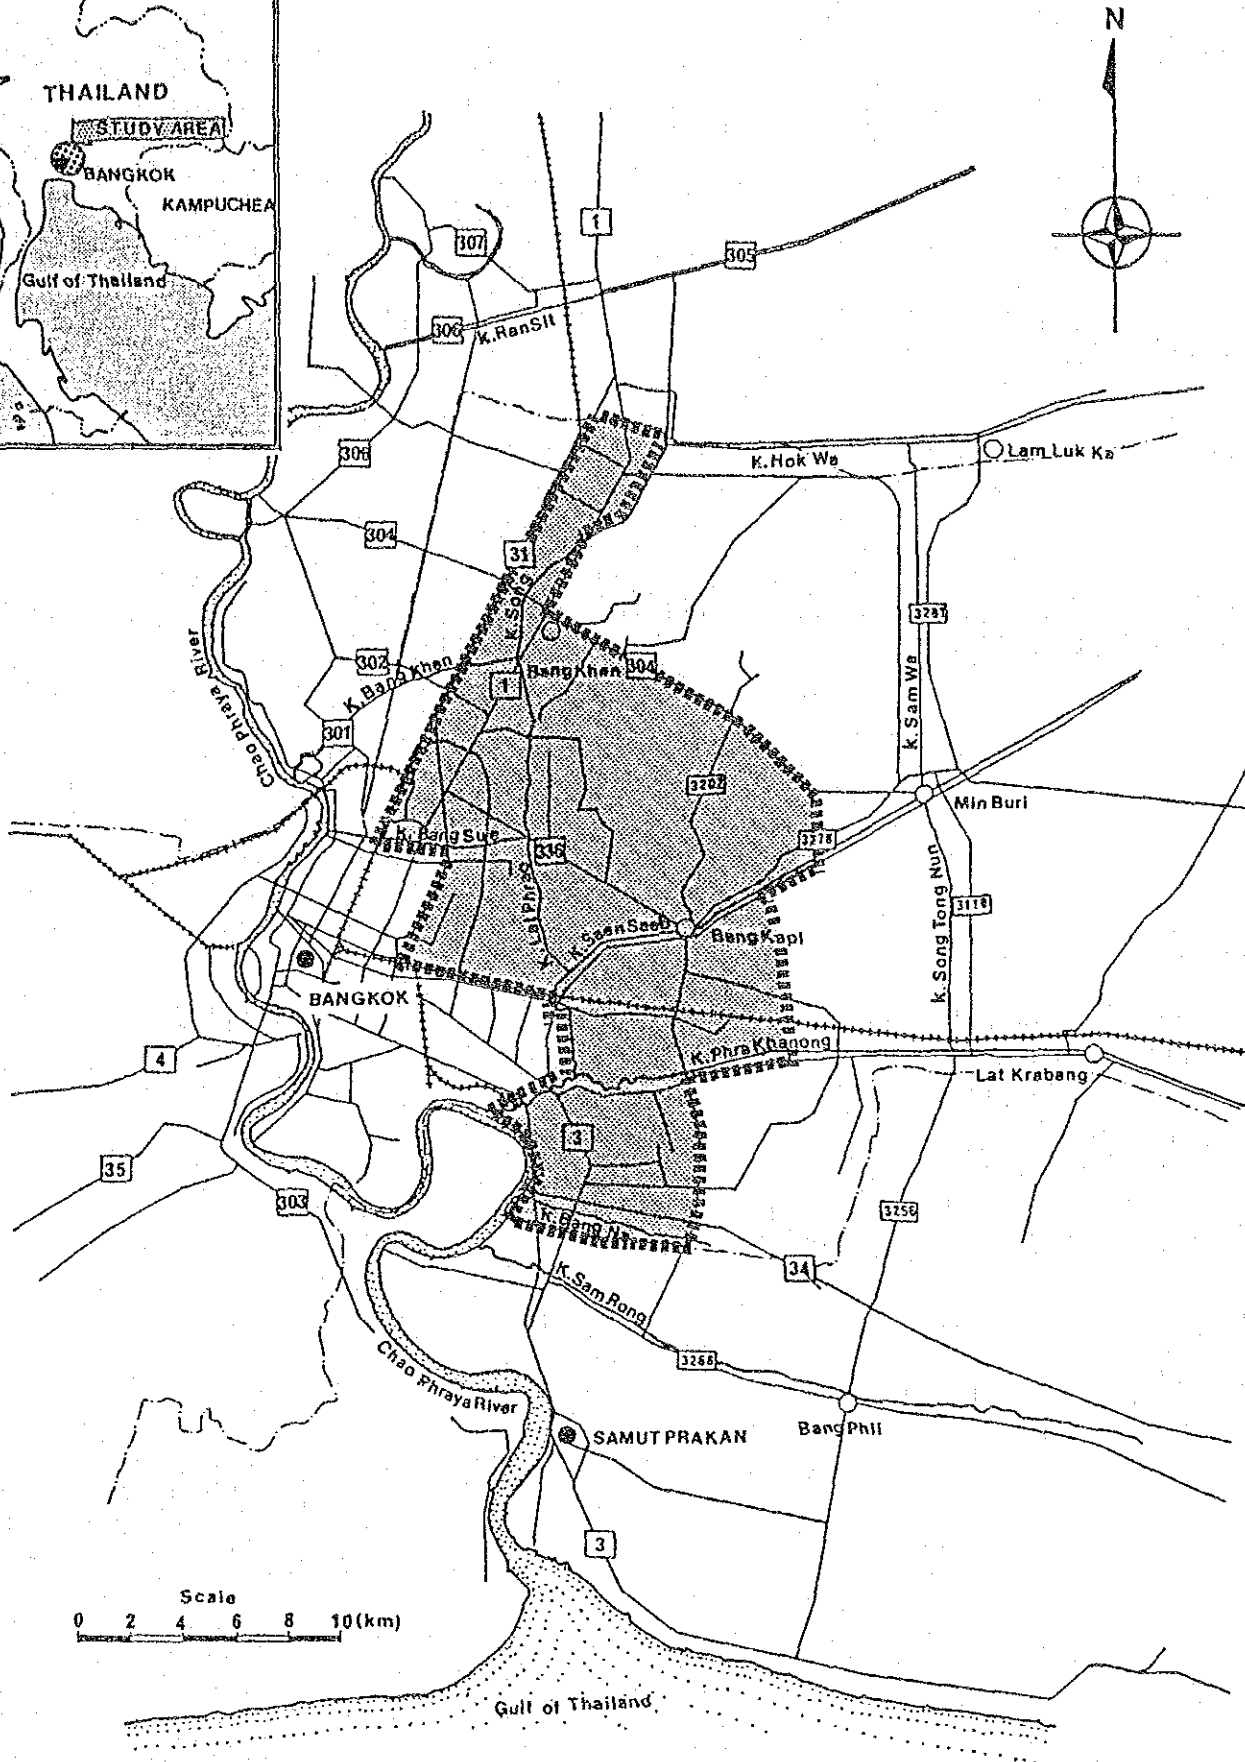 N
THAILAND
STUDY AREA
BANGKOK
KAMPUCHEA
Gulf of Thailand
1
307
305
306
K.RanSit
306
K.Hok Wa
Lam Luk Ka
304
31
K. Song
3281
Chao Phraya River
302
K.Bang Khen
Bang Khen
304
1
K. Sam Wa
301
3202
Min Buri
K. Bang Sue
336
3278
K. Lat Phrao
K. Song Tong Nun
3119
K. Saen Saeb
Bang Kapi
BANGKOK
K. Phra Khanong
4
Lat Krabang
3
35
303
3256
K.Bang Na
34
K. Sam Rong
3268
Chao Phraya River
SAMUT PRAKAN
Bang Phli
3
Scale
0 2 4 6 8 10(km)
Gulf of Thailand